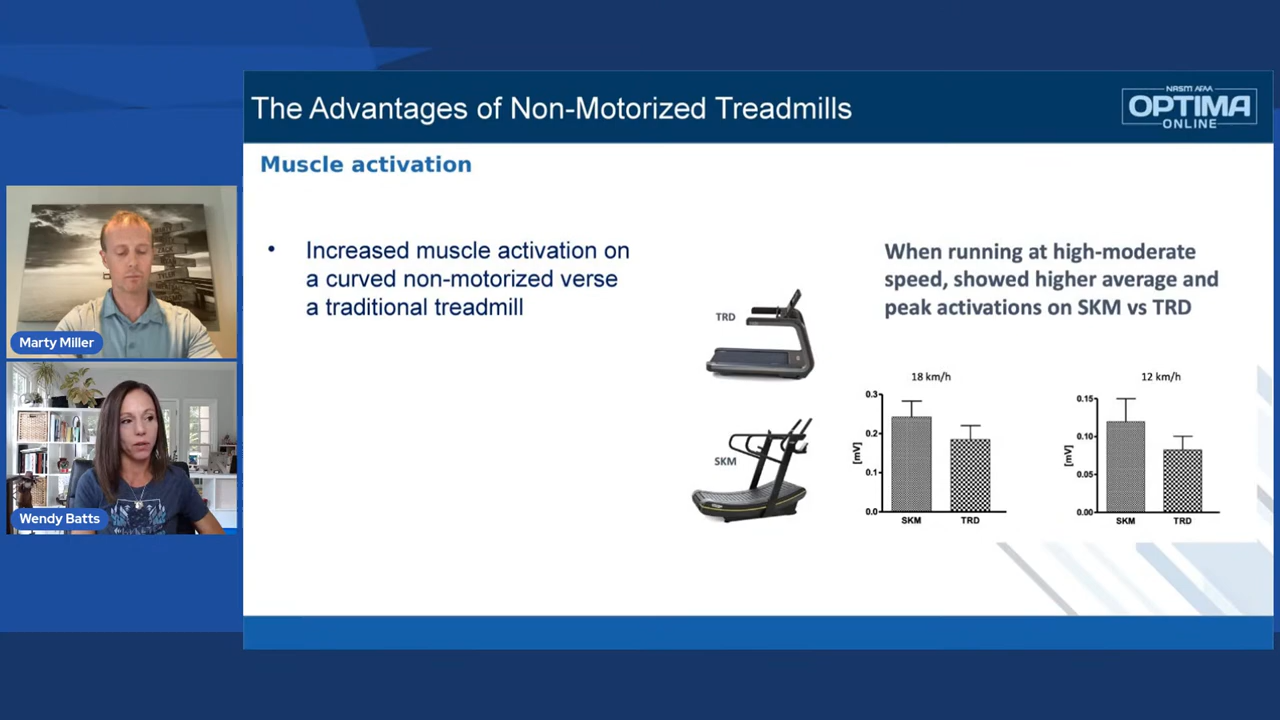 The Advantages of Non-Motorized Treadmills
NASM AFAA
OPTIMA
ONLINE
Muscle activation
• Increased muscle activation on
a curved non-motorized verse
a traditional treadmill
When running at high-moderate
speed, showed higher average and
peak activations on SKM vs TRD
TRD
SKM
18 km/h
0.3
0.2
0.1
0.0
[mV]
SKM
TRD
12 km/h
0.15
0.10
0.05
0.00
[mV]
SKM
TRD
Marty Miller
Wendy Batts